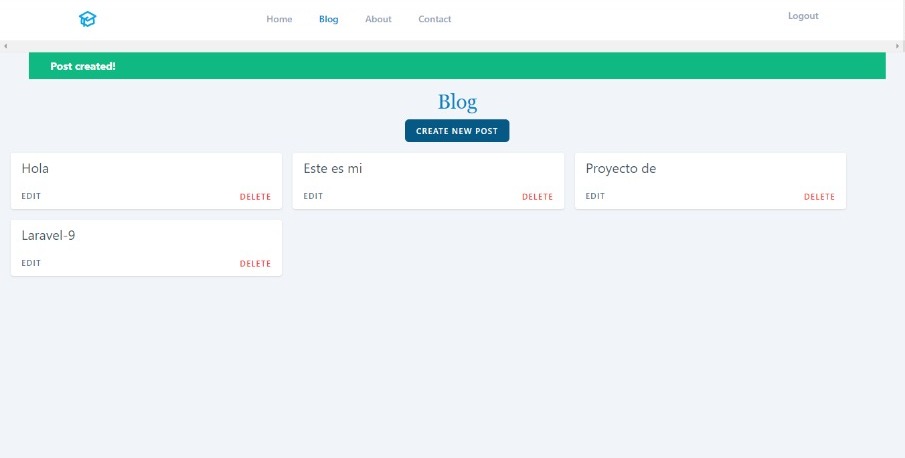 Home Blog About Contact Logout
Post created!
Blog
CREATE NEW POST
Hola
EDIT DELETE
Este es mi
EDIT DELETE
Proyecto de
EDIT DELETE
Laravel-9
EDIT DELETE